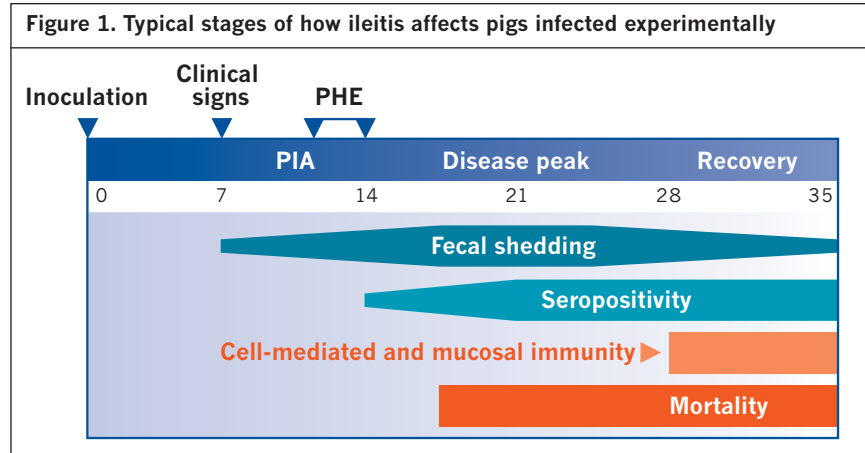 Figure 1. Typical stages of how ileitis affects pigs infected experimentally
Clinical
Inoculation signs PHE
PIA Disease peak Recovery
0 7 14 21 28 35
Fecal shedding
Seropositivity
Cell-mediated and mucosal immunity
Mortality